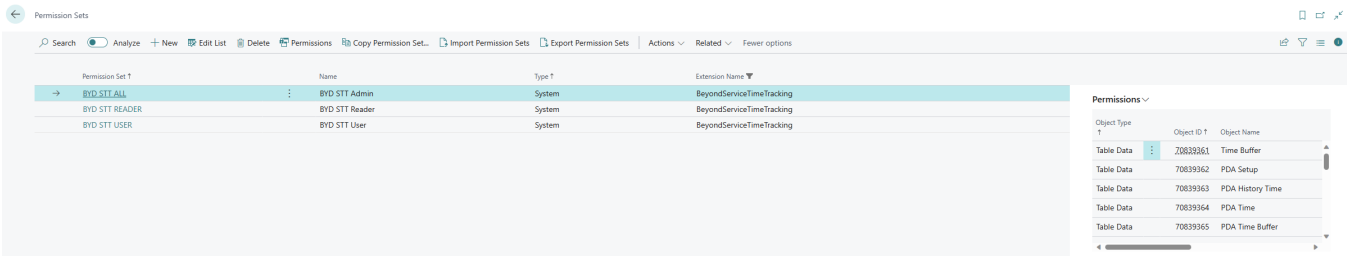 Permission Sets
Search Analyze New Edit List Delete Permissions Copy Permission Set... Import Permission Sets Export Permission Sets Actions Related Fewer options
Permission Set ↑ Name Type ↑ Extension Name
BYD STT ALL BYD STT Admin System BeyondServiceTimeTracking
BYD STT READER BYD STT Reader System BeyondServiceTimeTracking
BYD STT USER BYD STT User System BeyondServiceTimeTracking
Permissions
Object Type ↑ Object ID ↑ Object Name
Table Data 70839361 Time Buffer
Table Data 70839362 PDA Setup
Table Data 70839363 PDA History Time
Table Data 70839364 PDA Time
Table Data 70839365 PDA Time Buffer